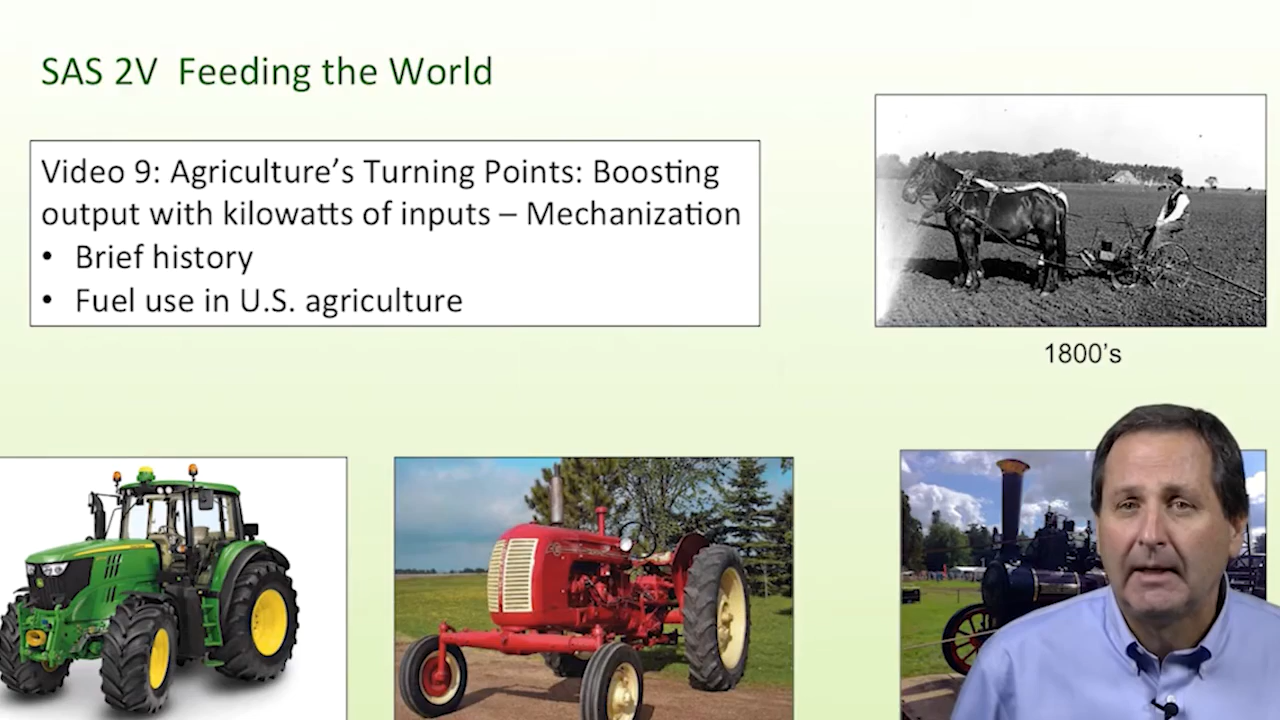 SAS 2V Feeding the World
Video 9: Agriculture’s Turning Points: Boosting
output with kilowatts of inputs – Mechanization
• Brief history
• Fuel use in U.S. agriculture
1800’s